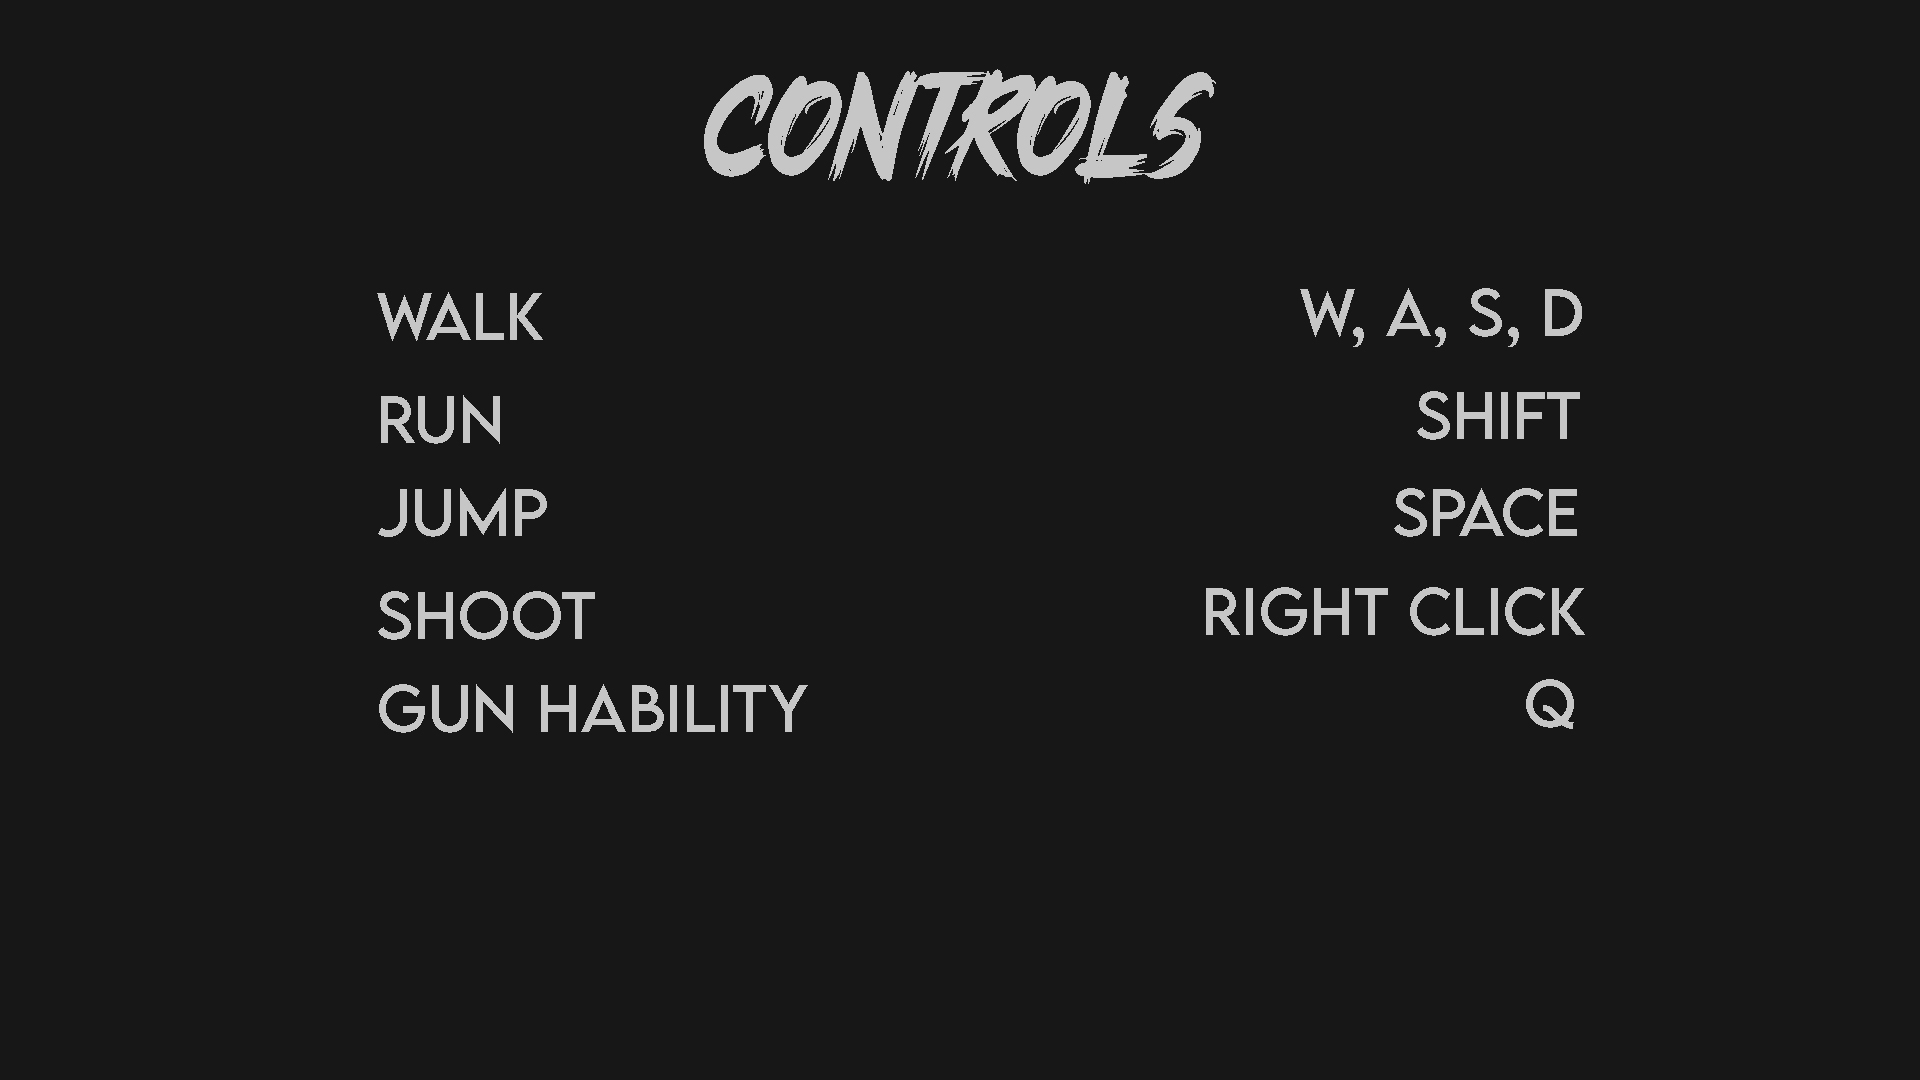 CONTROLS
WALK W, A, S, D
RUN SHIFT
JUMP SPACE
SHOOT RIGHT CLICK
GUN HABILITY Q